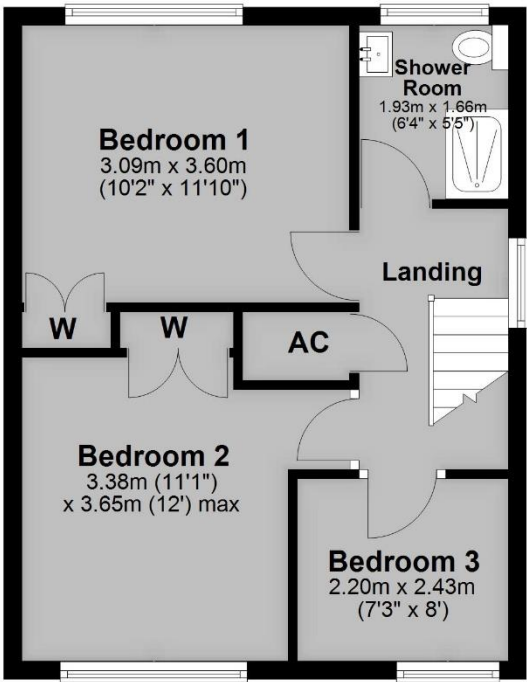 Bedroom 1
3.09m x 3.60m
(10'2" x 11'10")
Shower
Room
1.93m x 1.66m
(6'4" x 5'5")
Landing
W
W
AC
Bedroom 2
3.38m (11'1")
x 3.65m (12') max
Bedroom 3
2.20m x 2.43m
(7'3" x 8')